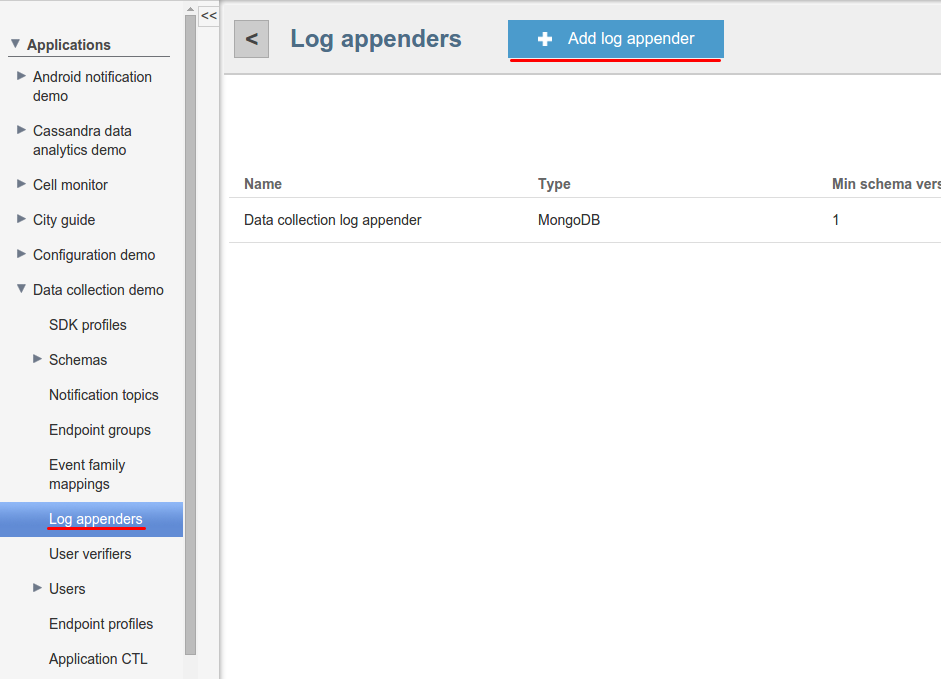 <<
Applications
Android notification
demo
Cassandra data
analytics demo
Cell monitor
City guide
Configuration demo
Data collection demo
SDK profiles
Schemas
Notification topics
Endpoint groups
Event family
mappings
Log appenders
User verifiers
Users
Endpoint profiles
Application CTL
< Log appenders + Add log appender
Name Type Min schema vers
Data collection log appender MongoDB 1